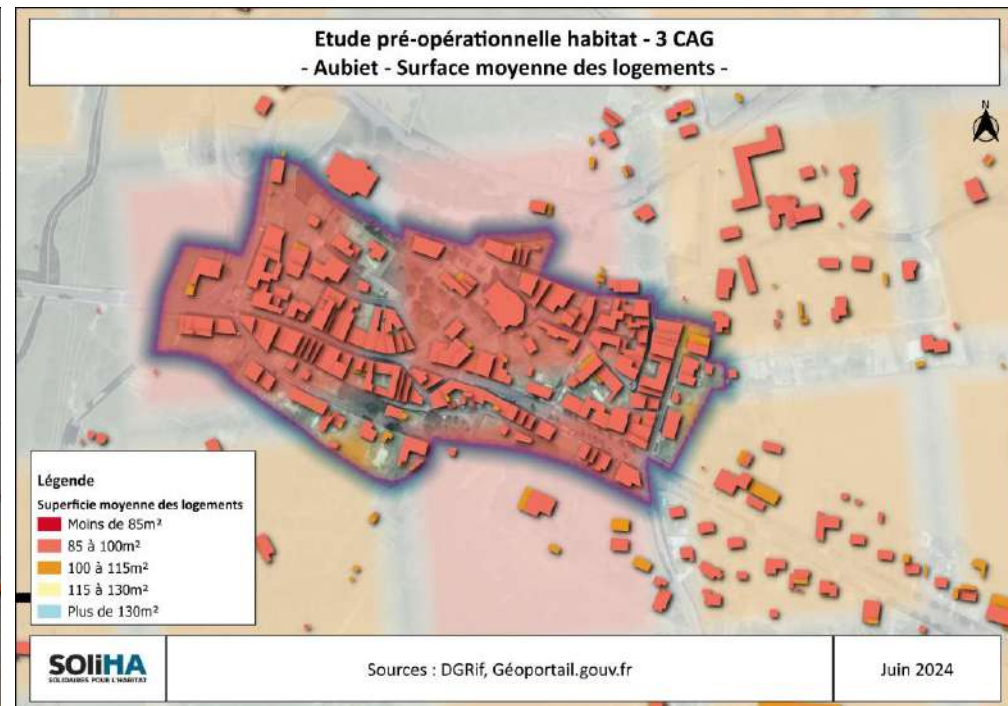 Etude pré-opérationnelle habitat - 3 CAG
- Aubiet - Surface moyenne des logements -
N
Légende
Superficie moyenne des logements
Moins de 85m²
85 à 100m²
100 à 115m²
115 à 130m²
Plus de 130m²
SOliHA
SOLIDAIRES POUR L'HABITAT
Sources : DGRif, Géoportail.gouv.fr
Juin 2024